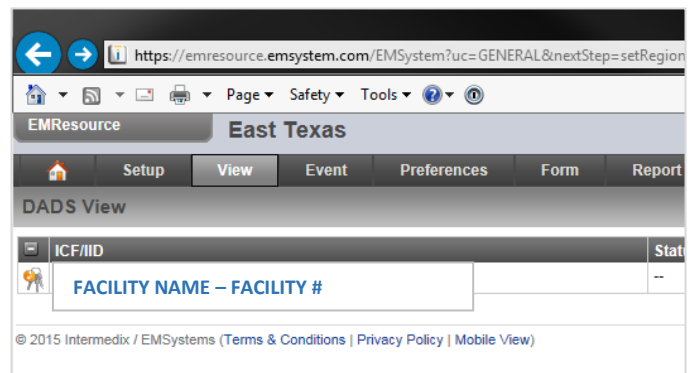 https://emresource.emsystem.com/EMSystem?uc=GENERAL&nextStep=setRegion
Page Safety Tools
EMResource East Texas
Setup View Event Preferences Form Report
DADS View
ICF/IID
FACILITY NAME – FACILITY #
--
© 2015 Intermedix / EMSystems (Terms & Conditions | Privacy Policy | Mobile View)